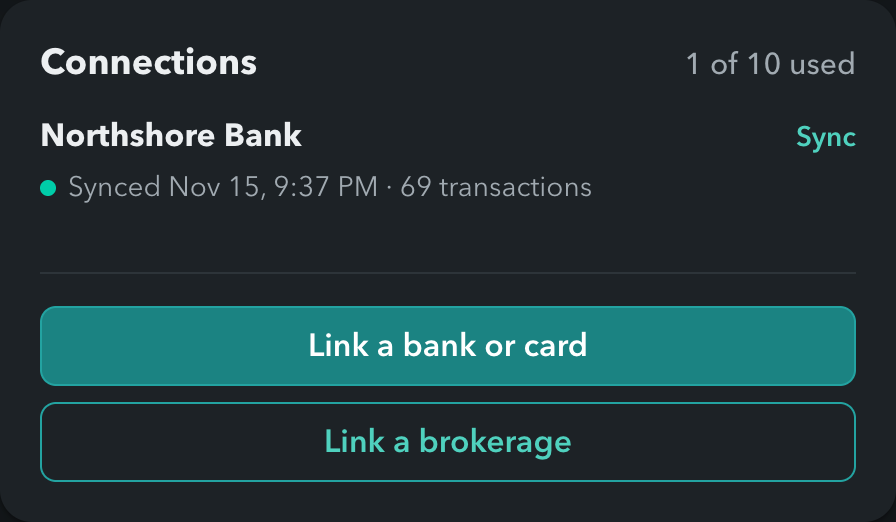 Connections
1 of 10 used
Northshore Bank
Sync
Synced Nov 15, 9:37 PM · 69 transactions
Link a bank or card
Link a brokerage